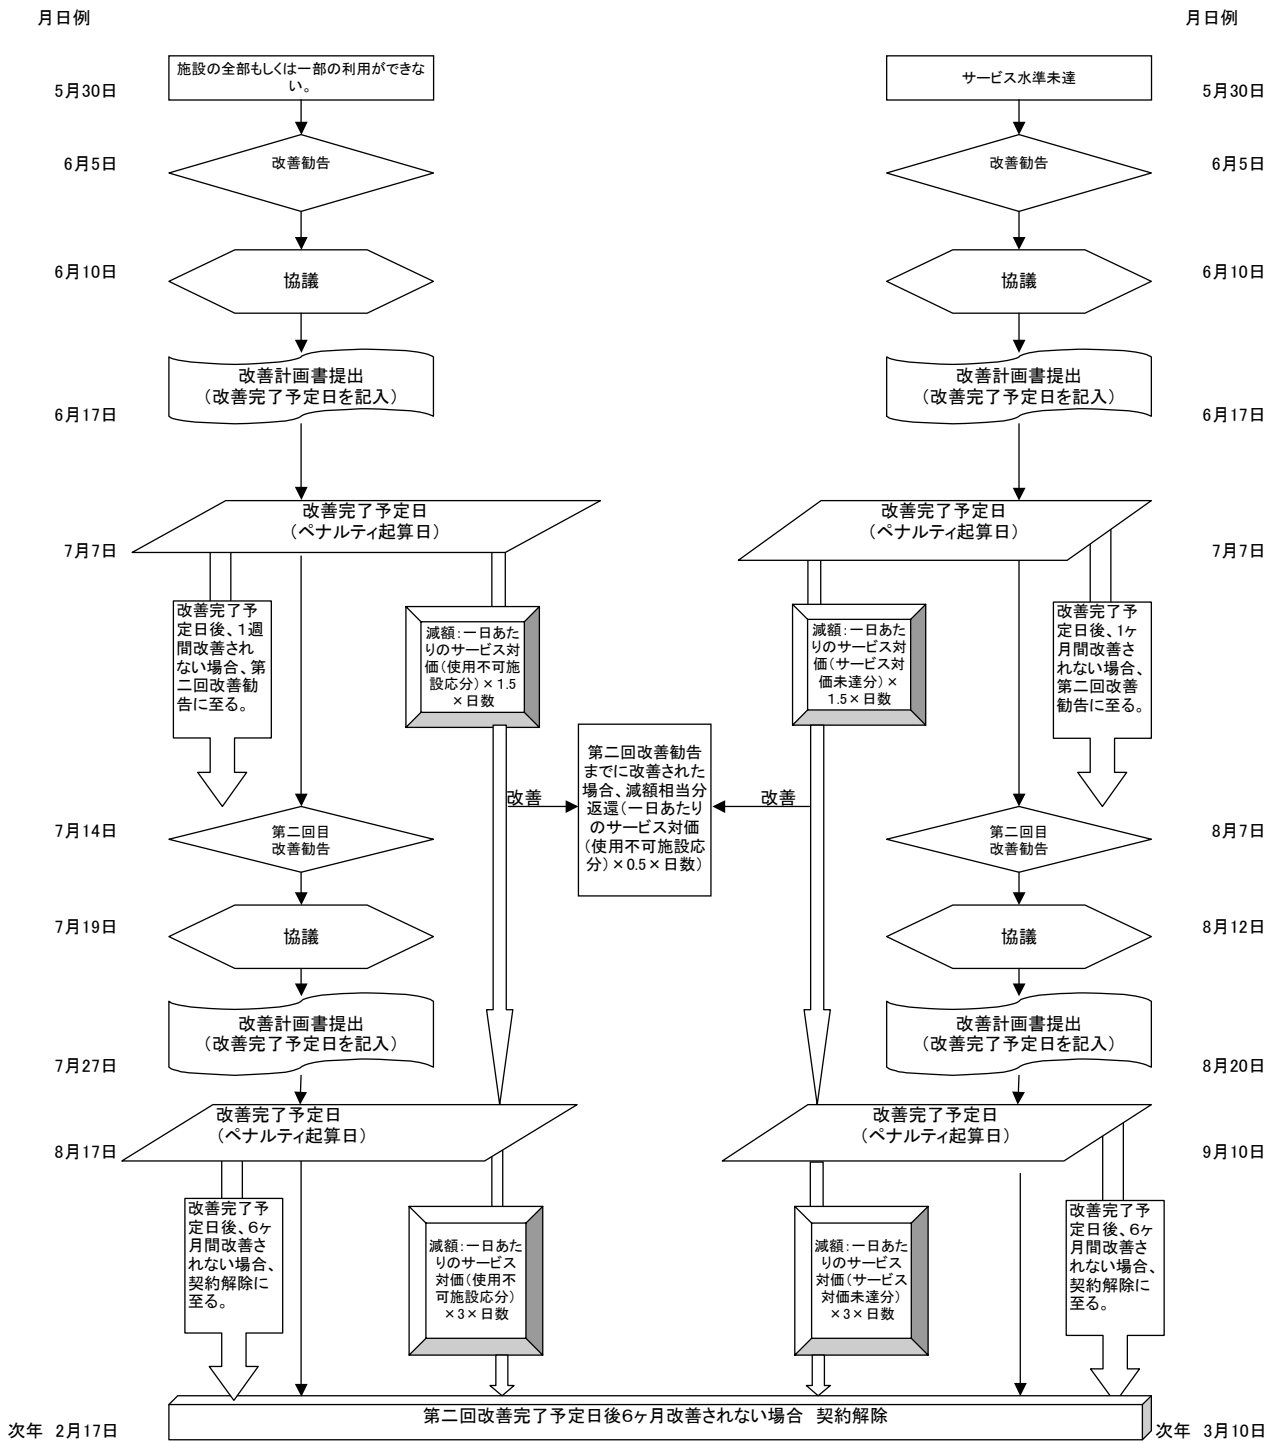 月日例
月日例
施設の全部もしくは一部の利用ができな
い。
5月30日
サービス水準未達
5月30日
6月5日
改善勧告
改善勧告
6月5日
6月10日
協議
協議
6月10日
改善計画書提出
（改善完了予定日を記入）
6月17日
改善計画書提出
（改善完了予定日を記入）
6月17日
改善完了予定日
（ペナルティ起算日）
7月7日
改善完了予定日
（ペナルティ起算日）
7月7日
改善完了予
定日後、１週
間改善され
ない場合、第
二回改善勧
告に至る。
減額：一日あた
りのサービス対
価（使用不可施
設応分）×1.5
×日数
減額：一日あた
りのサービス対
価（サービス対
価未達分）×
1.5×日数
改善完了予
定日後、1ヶ
月間改善さ
れない場合、
第二回改善
勧告に至る。
改善
第二回改善勧告
までに改善された
場合、減額相当分
返還（一日あたり
のサービス対価
（使用不可施設応
分）×0.5×日数）
改善
7月14日
第二回目
改善勧告
第二回目
改善勧告
8月7日
7月19日
協議
協議
8月12日
改善計画書提出
（改善完了予定日を記入）
7月27日
改善計画書提出
（改善完了予定日を記入）
8月20日
改善完了予定日
（ペナルティ起算日）
8月17日
改善完了予定日
（ペナルティ起算日）
9月10日
改善完了予
定日後、６ヶ
月間改善さ
れない場合、
契約解除に
至る。
減額：一日あた
りのサービス
対価（使用不
可施設応分）
×3×日数
減額：一日あた
りのサービス
対価（サービス
対価未達分）
×3×日数
改善完了予
定日後、６ヶ
月間改善さ
れない場合、
契約解除に
至る。
第二回改善完了予定日後６ヶ月改善されない場合　契約解除
次年 2月17日
次年 3月10日